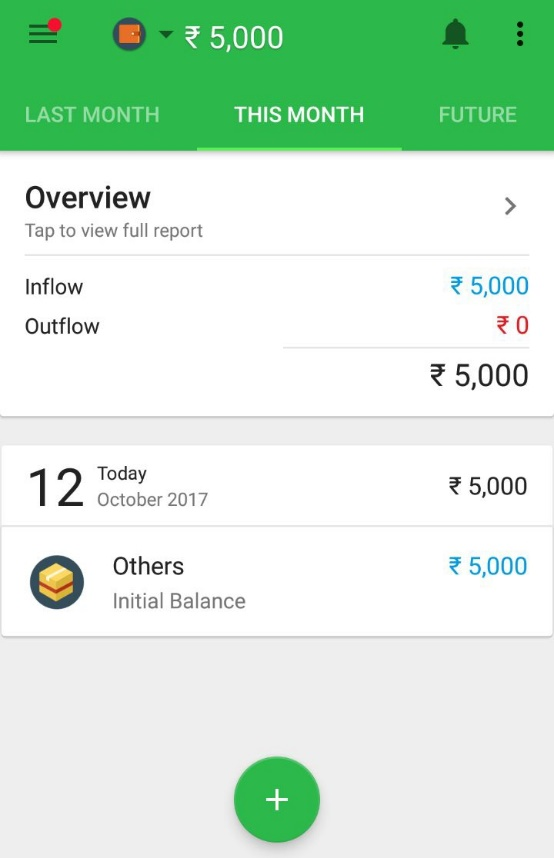 ₹ 5,000
LAST MONTH THIS MONTH FUTURE
Overview
Tap to view full report
Inflow ₹ 5,000
Outflow ₹ 0
₹ 5,000
12 Today October 2017 ₹ 5,000
Others ₹ 5,000
Initial Balance
+